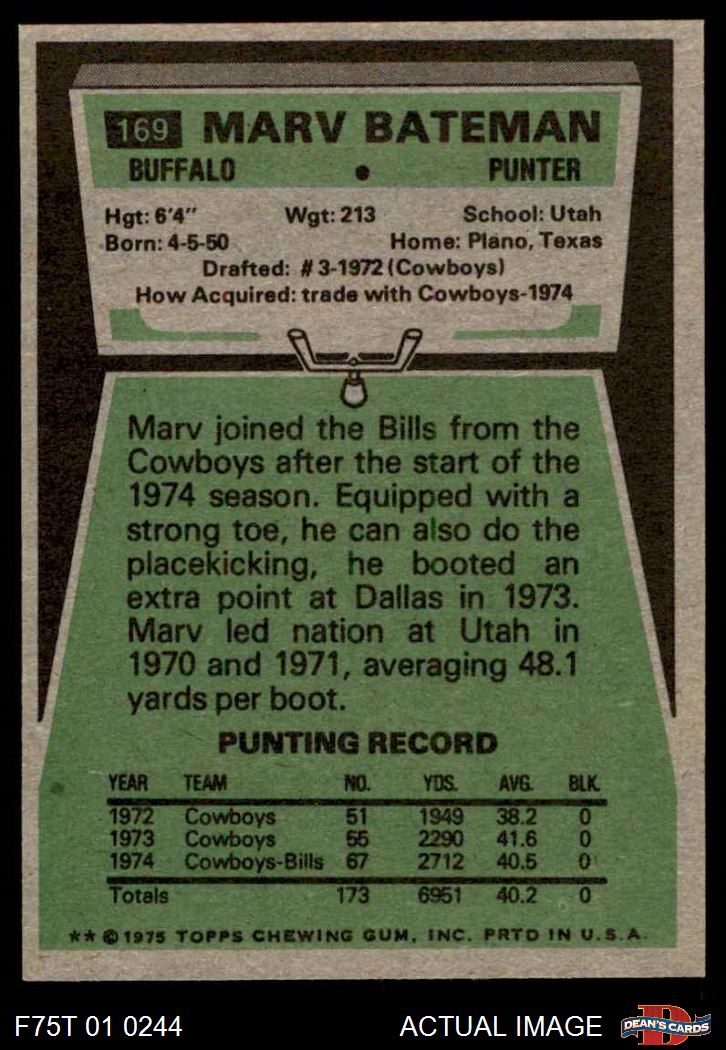 169 MARV BATEMAN
BUFFALO • PUNTER
Hgt: 6'4" Wgt: 213 School: Utah
Born: 4-5-50 Home: Plano, Texas
Drafted: #3-1972 (Cowboys)
How Acquired: trade with Cowboys-1974
Marv joined the Bills from the
Cowboys after the start of the
1974 season. Equipped with a
strong toe, he can also do the
placekicking, he booted an
extra point at Dallas in 1973.
Marv led nation at Utah in
1970 and 1971, averaging 48.1
yards per boot.
PUNTING RECORD
YEAR TEAM NO. YDS. AVG. BLK.
1972 Cowboys 51 1949 38.2 0
1973 Cowboys 55 2290 41.6 0
1974 Cowboys-Bills 67 2712 40.5 0
Totals 173 6951 40.2 0
** © 1975 TOPPS CHEWING GUM, INC. PRTD IN U.S.A.
F75T 01 0244 ACTUAL IMAGE
D
DEAN'S CARDS